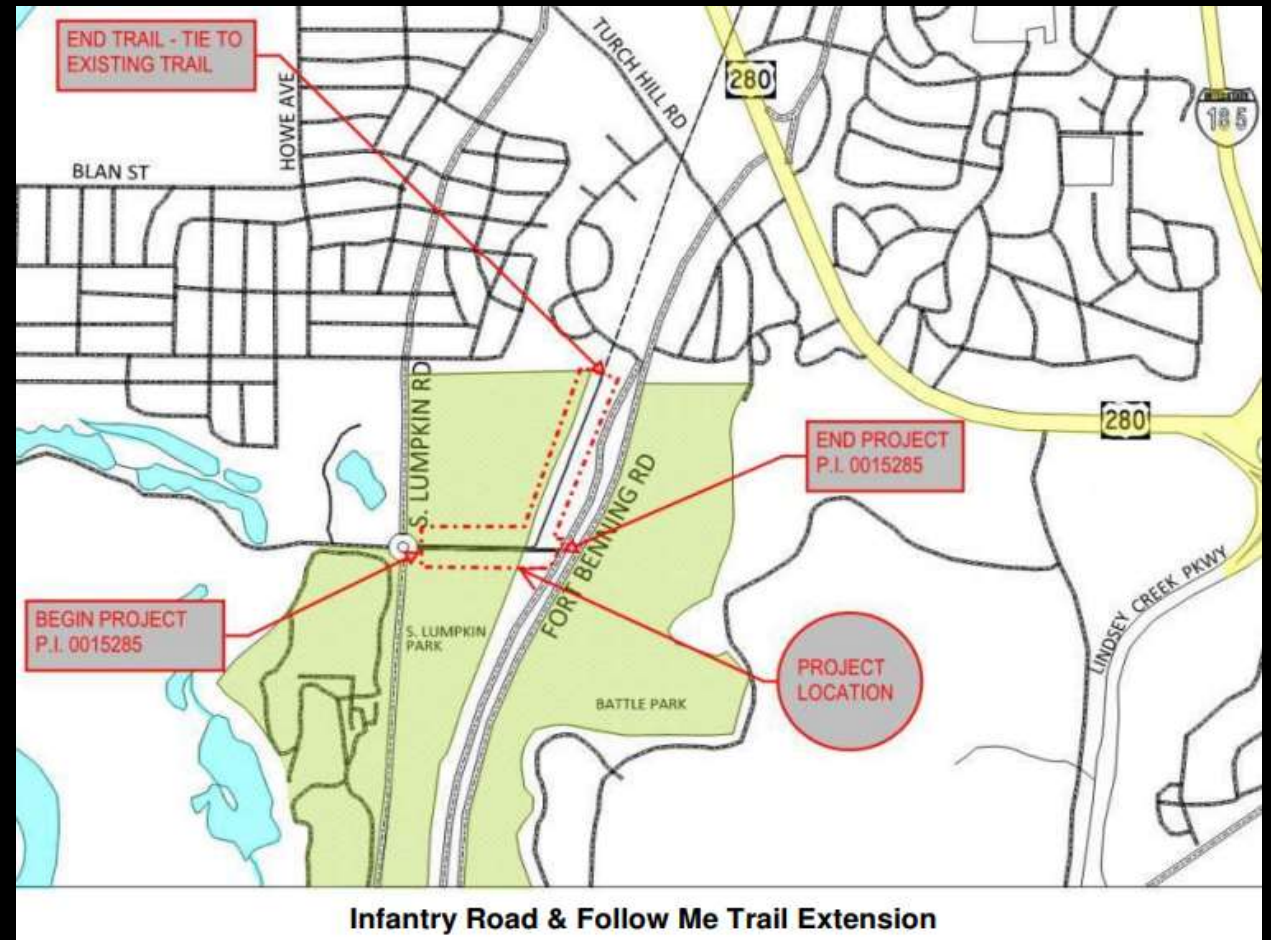 END TRAIL - TIE TO
EXISTING TRAIL
HOWE AVE
TURCH HILL RD
280
INTERSTATE
185
BLAN ST
S. LUMPKIN RD
280
END PROJECT
P.I. 0015285
FORT BENNING RD
LINDSEY CREEK PKWY
BEGIN PROJECT
P.I. 0015285
S. LUMPKIN
PARK
PROJECT
LOCATION
BATTLE PARK
Infantry Road & Follow Me Trail Extension